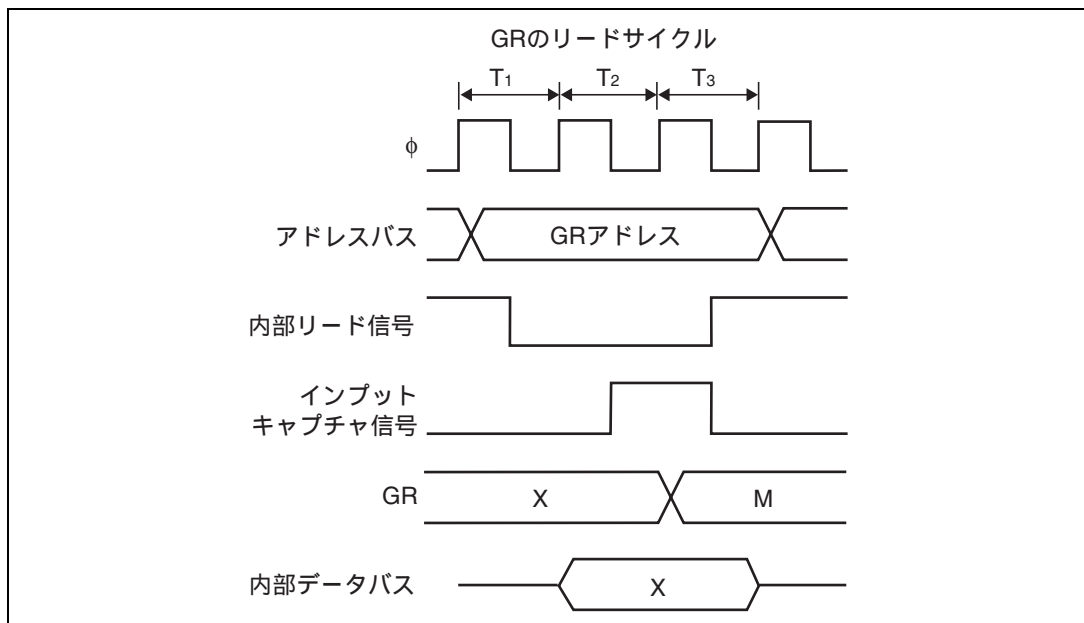 GRのリードサイクル
T1 T2 T3
φ
アドレスバス GRアドレス
内部リード信号
インプット
キャプチャ信号
GR X M
内部データバス X